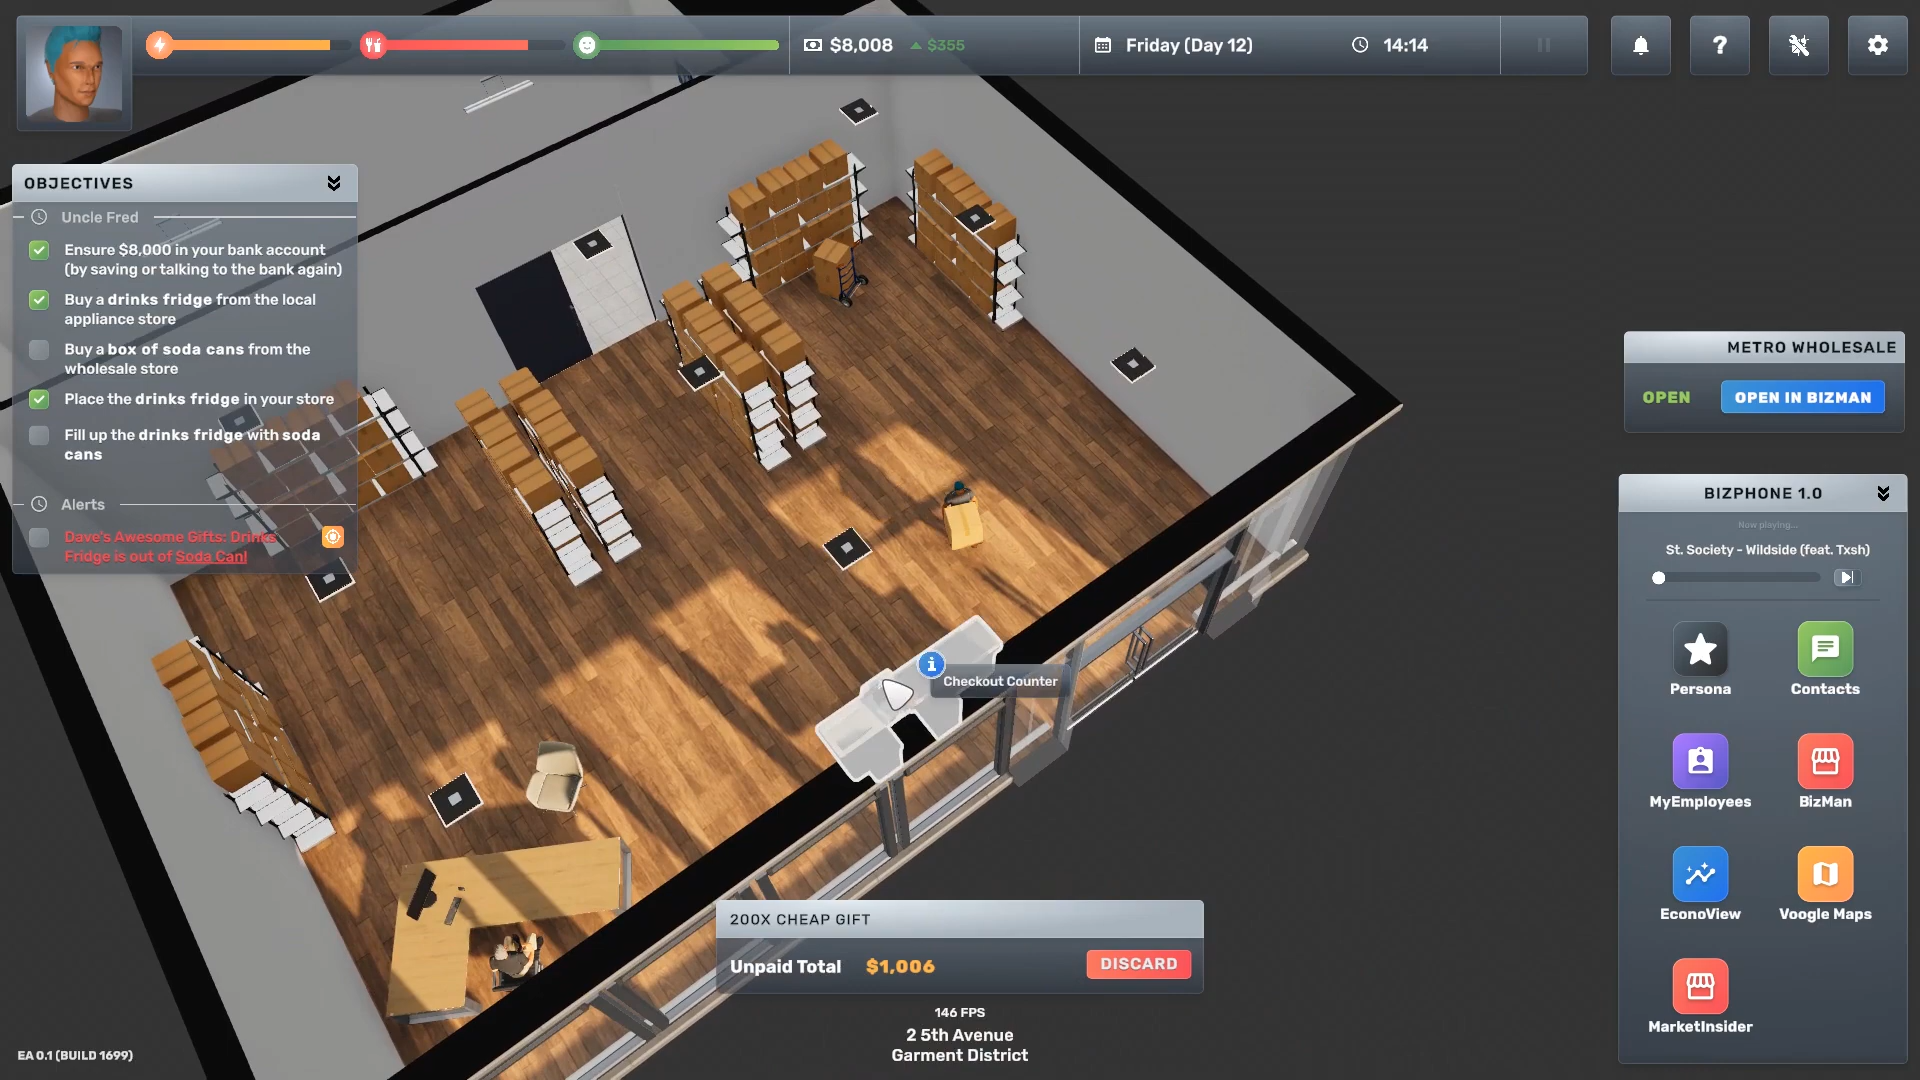 $8,008
$355
Friday (Day 12)
14:14
?
OBJECTIVES
Uncle Fred
Ensure $8,000 in your bank account
(by saving or talking to the bank again)
Buy a drinks fridge from the local
appliance store
Buy a box of soda cans from the
wholesale store
Place the drinks fridge in your store
Fill up the drinks fridge with soda
cans
Alerts
Dave's Awesome Gifts: Drinks
Fridge is out of Soda Can!
METRO WHOLESALE
OPEN
OPEN IN BIZMAN
BIZPHONE 1.0
Now playing...
St. Society - Wildside (feat. Txsh)
Persona
Contacts
MyEmployees
BizMan
EconoView
Voogle Maps
MarketInsider
i
Checkout Counter
200X CHEAP GIFT
Unpaid Total
$1,006
DISCARD
146 FPS
2 5th Avenue
Garment District
EA 0.1 (BUILD 1699)